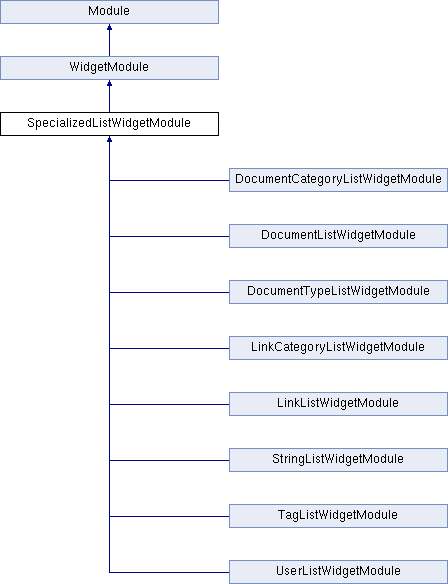 Module
WidgetModule
SpecializedListWidgetModule
DocumentCategoryListWidgetModule
DocumentListWidgetModule
DocumentTypeListWidgetModule
LinkCategoryListWidgetModule
LinkListWidgetModule
StringListWidgetModule
TagListWidgetModule
UserListWidgetModule